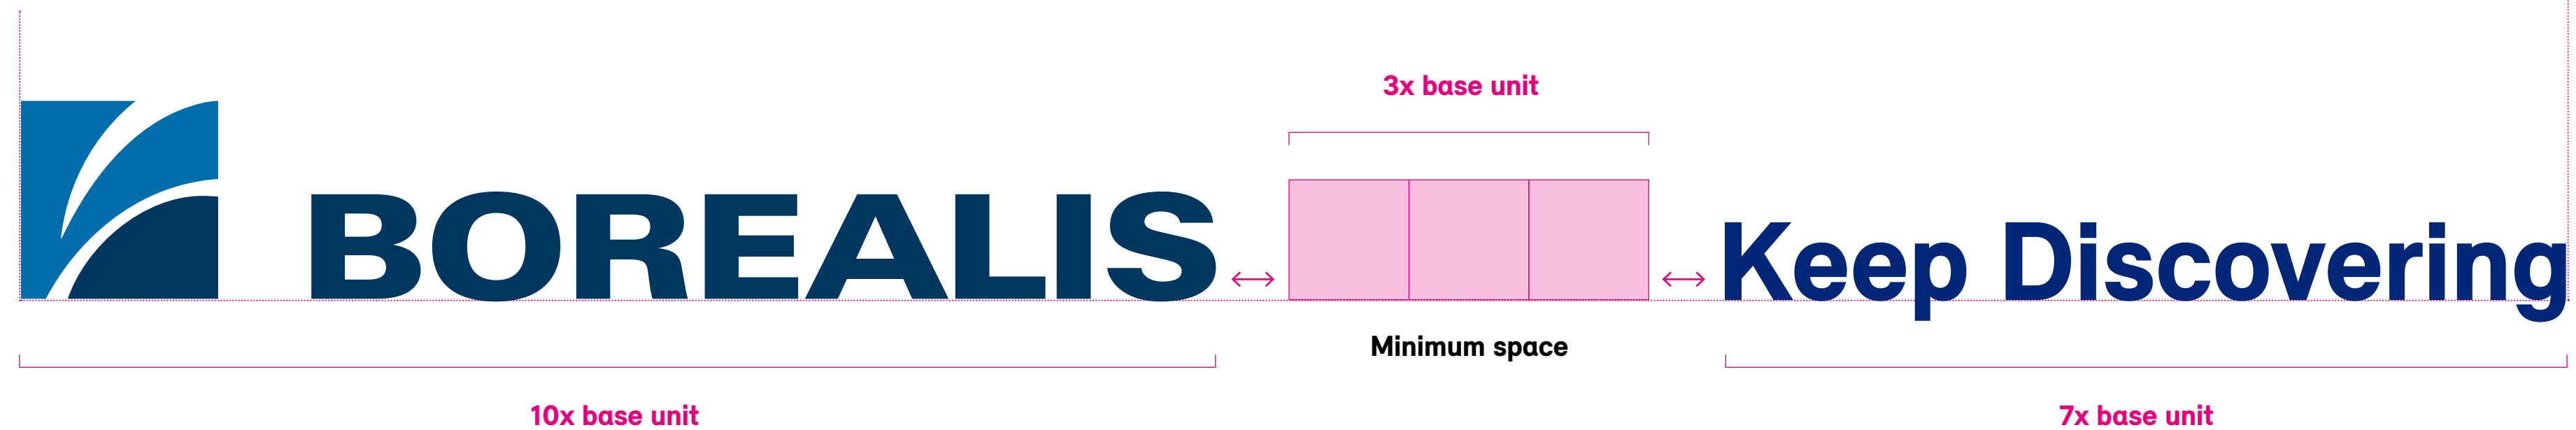 3x base unit
BOREALIS
Keep Discovering
Minimum space
10x base unit
7x base unit